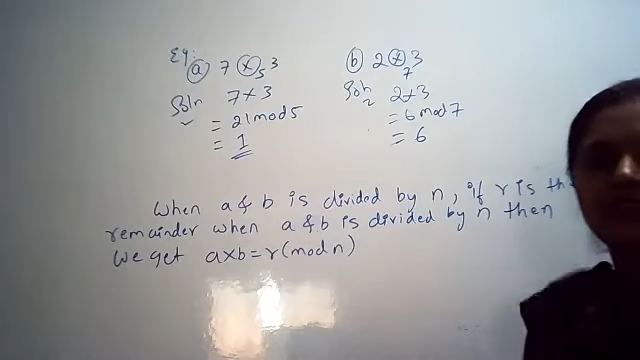 Eg:
(a) 7 ⊗₅ 3
Soln 7×3
= 21 mod 5
= 1
(b) 2 ⊗₇ 3
Soln 2×3
= 6 mod 7
= 6
When a & b is divided by n, if r is th
remainder when a & b is divided by n then
we get a×b=r(mod n)